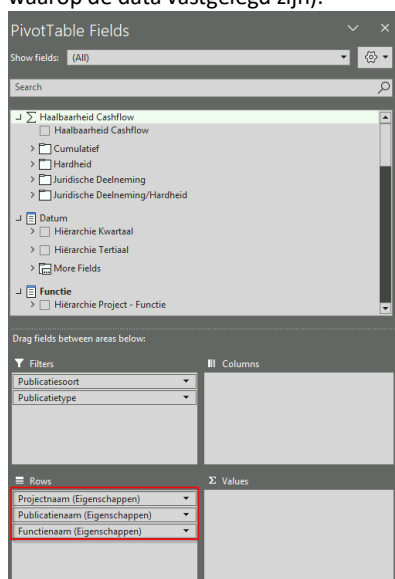 waarop de data vastgelegd zijn).
PivotTable Fields
Show fields: (All)
Search
Haalbaarheid Cashflow
Haalbaarheid Cashflow
Cumulatief
Hardheid
Juridische Deelneming
Juridische Deelneming/Hardheid
Datum
Hiërarchie Kwartaal
Hiërarchie Tertiaal
More Fields
Functie
Hiërarchie Project - Functie
Drag fields between areas below:
Filters
Publicatiesoort
Publicatietype
Columns
Rows
Projectnaam (Eigenschappen)
Publicatienaam (Eigenschappen)
Functienaam (Eigenschappen)
Σ Values